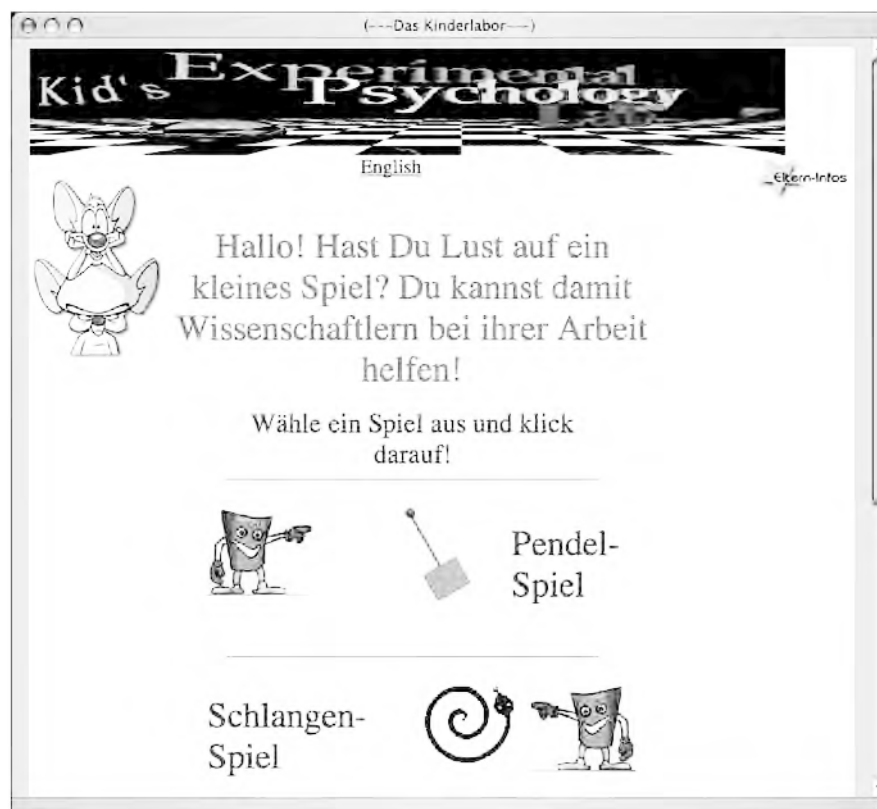 (---Das Kinderlabor---)
Kid's Experimental
Psychology
Lab
English
Eltern-Infos
Hallo! Hast Du Lust auf ein
kleines Spiel? Du kannst damit
Wissenschaftlern bei ihrer Arbeit
helfen!
Wähle ein Spiel aus und klick
darauf!
Pendel-
Spiel
Schlangen-
Spiel